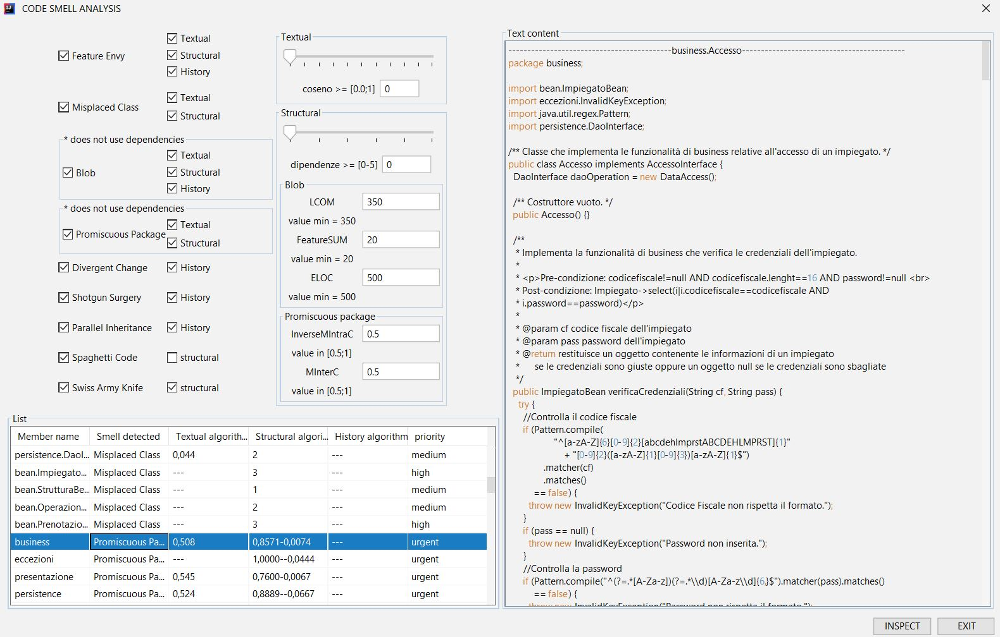 CODE SMELL ANALYSIS
Feature Envy
Textual
Structural
History
Misplaced Class
Textual
Structural
* does not use dependencies
Blob
Textual
Structural
History
* does not use dependencies
Promiscuous Package
Textual
Structural
Divergent Change
History
Shotgun Surgery
History
Parallel Inheritance
History
Spaghetti Code
structural
Swiss Army Knife
structural
Textual
coseno >= [0.0;1] 0
Structural
dipendenze >= [0-5] 0
Blob
LCOM 350
value min = 350
FeatureSUM 20
value min = 20
ELOC 500
value min = 500
Promiscuous package
InverseMIntraC 0.5
value in [0.5;1]
MInterC 0.5
value in [0.5;1]
List
Member name Smell detected Textual algorith... Structural algori... History algorithm priority
persistence.DaoI... Misplaced Class 0,044 2 --- medium
bean.Impiegato... Misplaced Class --- 3 --- high
bean.StrutturaBe... Misplaced Class --- 1 --- medium
bean.Operazion... Misplaced Class --- 2 --- medium
bean.Prenotazio... Misplaced Class --- 3 --- high
business Promiscuous Pa... 0,508 0,8571-0,0074 --- urgent
eccezioni Promiscuous Pa... --- 1,0000--0,0444 --- urgent
presentazione Promiscuous Pa... 0,545 0,7600-0,0067 --- urgent
persistence Promiscuous Pa... 0,524 0,8889--0,0667 --- urgent
Text content
-------------------------------------------business.Accesso-------------------------------------------
package business;
import bean.ImpiegatoBean;
import eccezioni.InvalidKeyException;
import java.util.regex.Pattern;
import persistence.DaoInterface;
/** Classe che implementa le funzionalità di business relative all'accesso di un impiegato. */
public class Accesso implements AccessoInterface {
DaoInterface daoOperation = new DataAccess();
/** Costruttore vuoto. */
public Accesso() {}
/**
* Implementa la funzionalità di business che verifica le credenziali dell'impiegato.
*
* <p>Pre-condizione: codicefiscale!=null AND codicefiscale.lenght==16 AND password!=null <br>
* Post-condizione: Impiegato->select(i|i.codicefiscale==codicefiscale AND
* i.password==password)</p>
*
* @param cf codice fiscale dell'impiegato
* @param pass password dell'impiegato
* @return restituisce un oggetto contenente le informazioni di un impiegato
* se le credenziali sono giuste oppure un oggetto null se le credenziali sono sbagliate
*/
public ImpiegatoBean verificaCredenziali(String cf, String pass) {
try {
//Controlla il codice fiscale
if (Pattern.compile(
"^[a-zA-Z]{6}[0-9]{2}[abcdehlmprstABCDEHLMPRST]{1}"
+ "[0-9]{2}([a-zA-Z]{1}[0-9]{3})[a-zA-Z]{1}$")
.matcher(cf)
.matches()
== false) {
throw new InvalidKeyException("Codice Fiscale non rispetta il formato.");
}
if (pass == null) {
throw new InvalidKeyException("Password non inserita.");
}
//Controlla la password
if (Pattern.compile("^(?=.*[A-Za-z])(?=.*\\d)[A-Za-z\\d]{6,}$").matcher(pass).matches()
== false) {
throw new InvalidKeyException("Password non rispetta il formato.");
INSPECT
EXIT